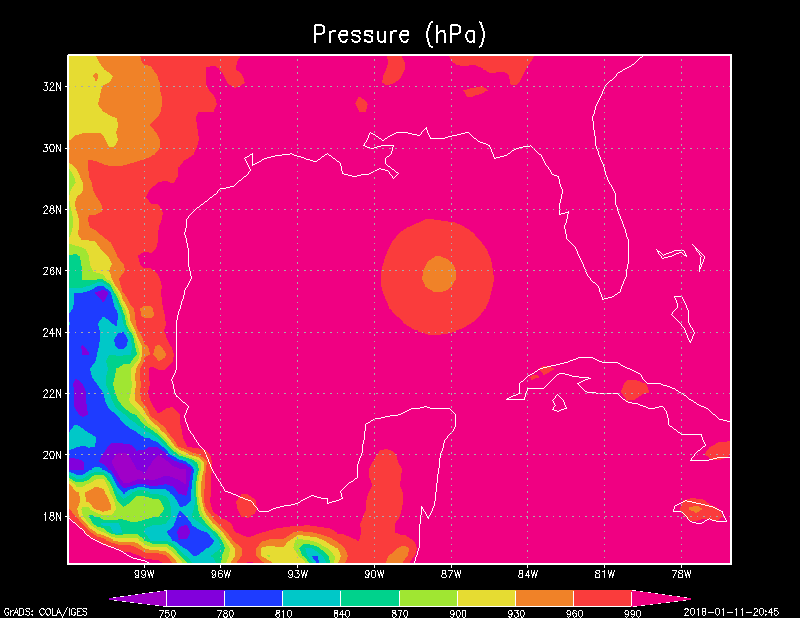 Pressure (hPa)
32N
30N
28N
26N
24N
22N
20N
18N
99W 96W 93W 90W 87W 84W 81W 78W
750 780 810 840 870 900 930 960 990
GrADS: COLA/IGES 2018-01-11-20:45